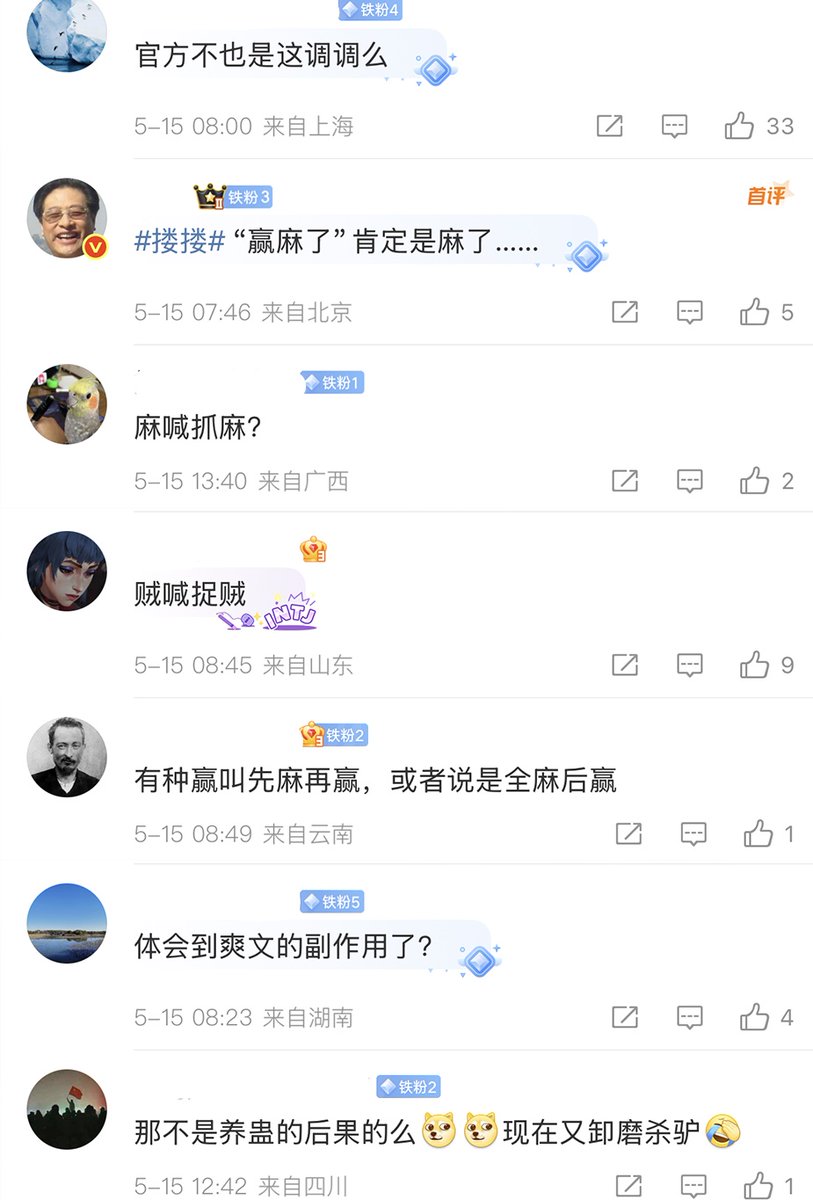 铁粉4
官方不也是这调调么
5-15 08:00 来自上海
33
铁粉3
首评
#搂搂# “赢麻了” 肯定是麻了......
5-15 07:46 来自北京
5
铁粉1
麻喊抓麻?
5-15 13:40 来自广西
2
贼喊捉贼
INTJ
5-15 08:45 来自山东
9
铁粉2
有种赢叫先麻再赢，或者说是全麻后赢
5-15 08:49 来自云南
1
铁粉5
体会到爽文的副作用了?
5-15 08:23 来自湖南
4
铁粉2
那不是养蛊的后果的么现在又卸磨杀驴
5-15 12:42 来自四川
1